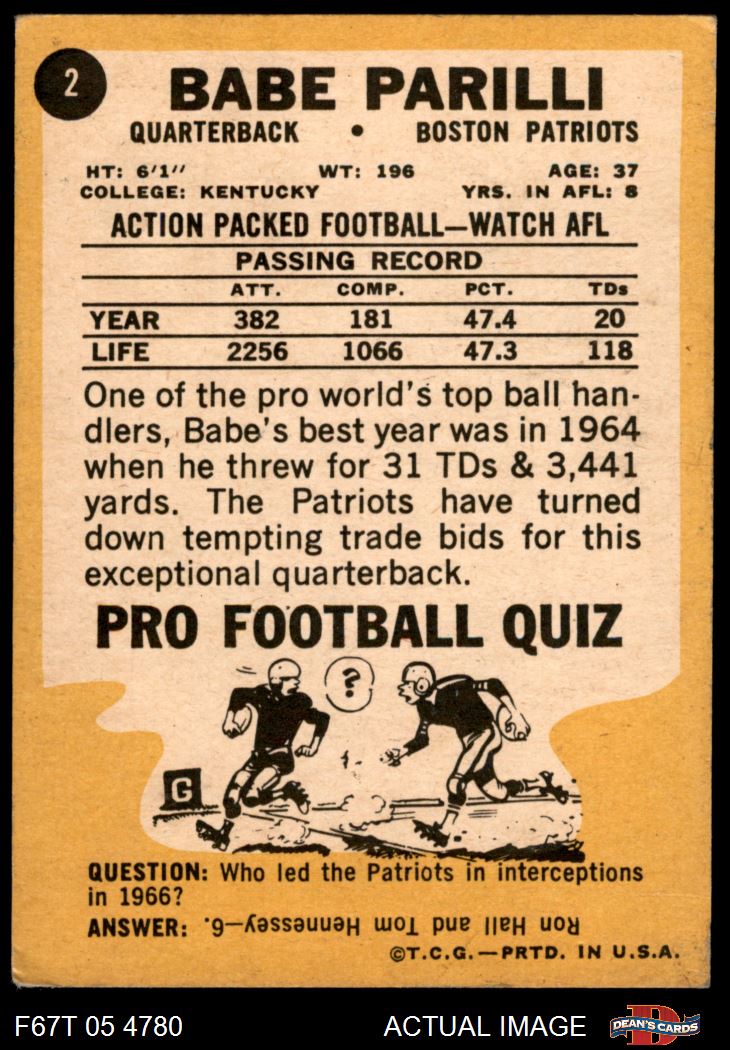 2
BABE PARILLI
QUARTERBACK • BOSTON PATRIOTS
HT: 6'1" WT: 196 AGE: 37
COLLEGE: KENTUCKY YRS. IN AFL: 8
ACTION PACKED FOOTBALL—WATCH AFL
PASSING RECORD
ATT. COMP. PCT. TDs
YEAR 382 181 47.4 20
LIFE 2256 1066 47.3 118
One of the pro world's top ball han-
dlers, Babe's best year was in 1964
when he threw for 31 TDs & 3,441
yards. The Patriots have turned
down tempting trade bids for this
exceptional quarterback.
PRO FOOTBALL QUIZ
?
G
QUESTION: Who led the Patriots in interceptions
in 1966?
ANSWER: Ron Hall and Tom Hennessey—6.
©T.C.G.—PRTD. IN U.S.A.
F67T 05 4780 ACTUAL IMAGE D DEAN'S CARDS